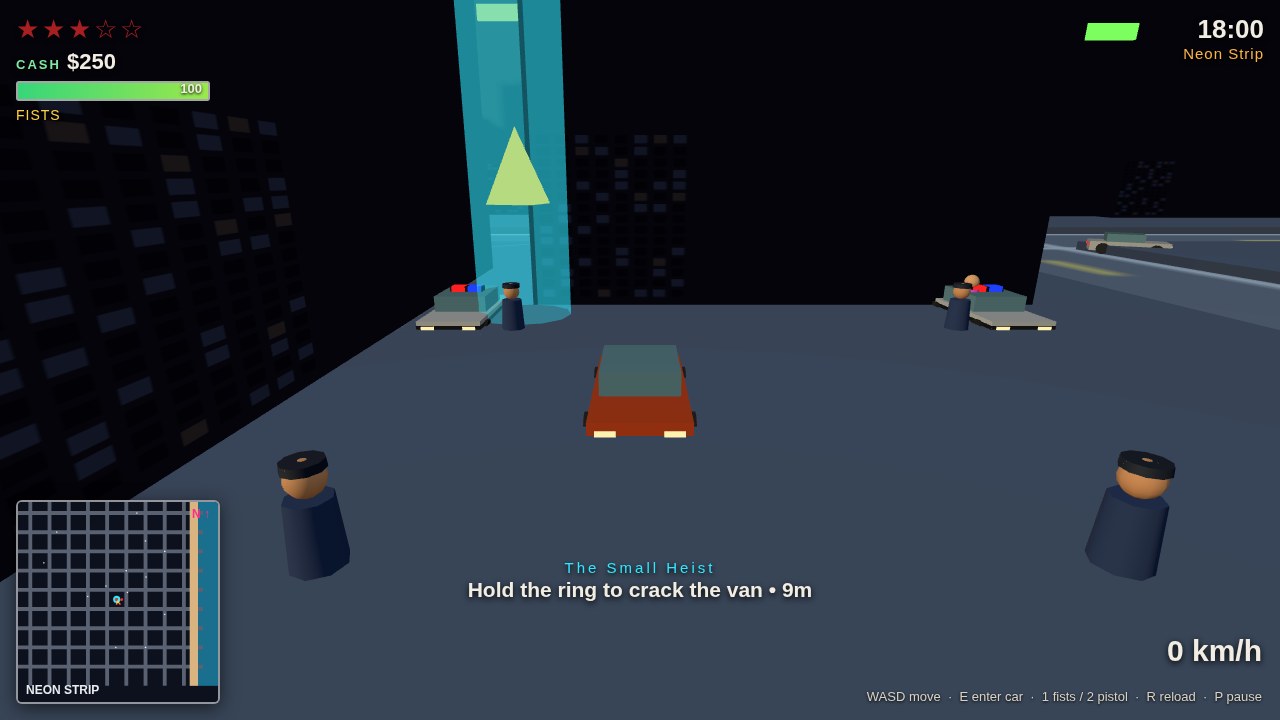 ★★★☆☆
CASH $250
100
FISTS
18:00
Neon Strip
The Small Heist
Hold the ring to crack the van • 9m
N
NEON STRIP
0 km/h
WASD move · E enter car · 1 fists / 2 pistol · R reload · P pause